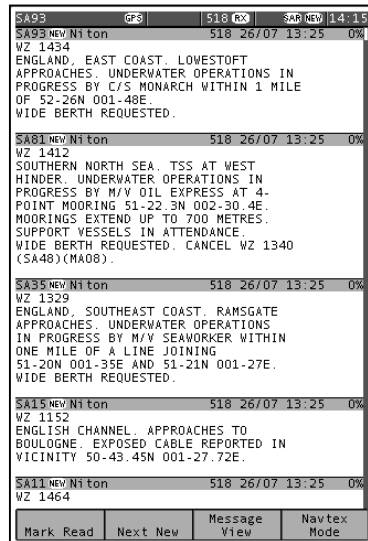 SA93 GPS 518 RX SAR NEW 14:15
SA93 NEW Niton 518 26/07 13:25 0%
WZ 1434
ENGLAND, EAST COAST. LOWESTOFT
APPROACHES. UNDERWATER OPERATIONS IN
PROGRESS BY C/S MONARCH WITHIN 1 MILE
OF 52-26N 001-48E.
WIDE BERTH REQUESTED.
SA81 NEW Niton 518 26/07 13:25 0%
WZ 1412
SOUTHERN NORTH SEA. TSS AT WEST
HINDER. UNDERWATER OPERATIONS IN
PROGRESS BY M/V OIL EXPRESS AT 4-
POINT MOORING 51-22.3N 002-30.4E.
MOORINGS EXTEND UP TO 700 METRES.
SUPPORT VESSELS IN ATTENDANCE.
WIDE BERTH REQUESTED. CANCEL WZ 1340
(SA48)(MA08).
SA35 NEW Niton 518 26/07 13:25 0%
WZ 1329
ENGLAND, SOUTHEAST COAST. RAMSGATE
APPROACHES. UNDERWATER OPERATIONS
IN PROGRESS BY M/V SEAWORKER WITHIN
ONE MILE OF A LINE JOINING
51-20N 001-35E AND 51-21N 001-27E.
WIDE BERTH REQUESTED.
SA15 NEW Niton 518 26/07 13:25 0%
WZ 1152
ENGLISH CHANNEL. APPROACHES TO
BOULOGNE. EXPOSED CABLE REPORTED IN
VICINITY 50-43.45N 001-27.72E.
SA11 NEW Niton 518 26/07 13:25 0%
WZ 1464
Mark Read Next New Message View Navtex Mode